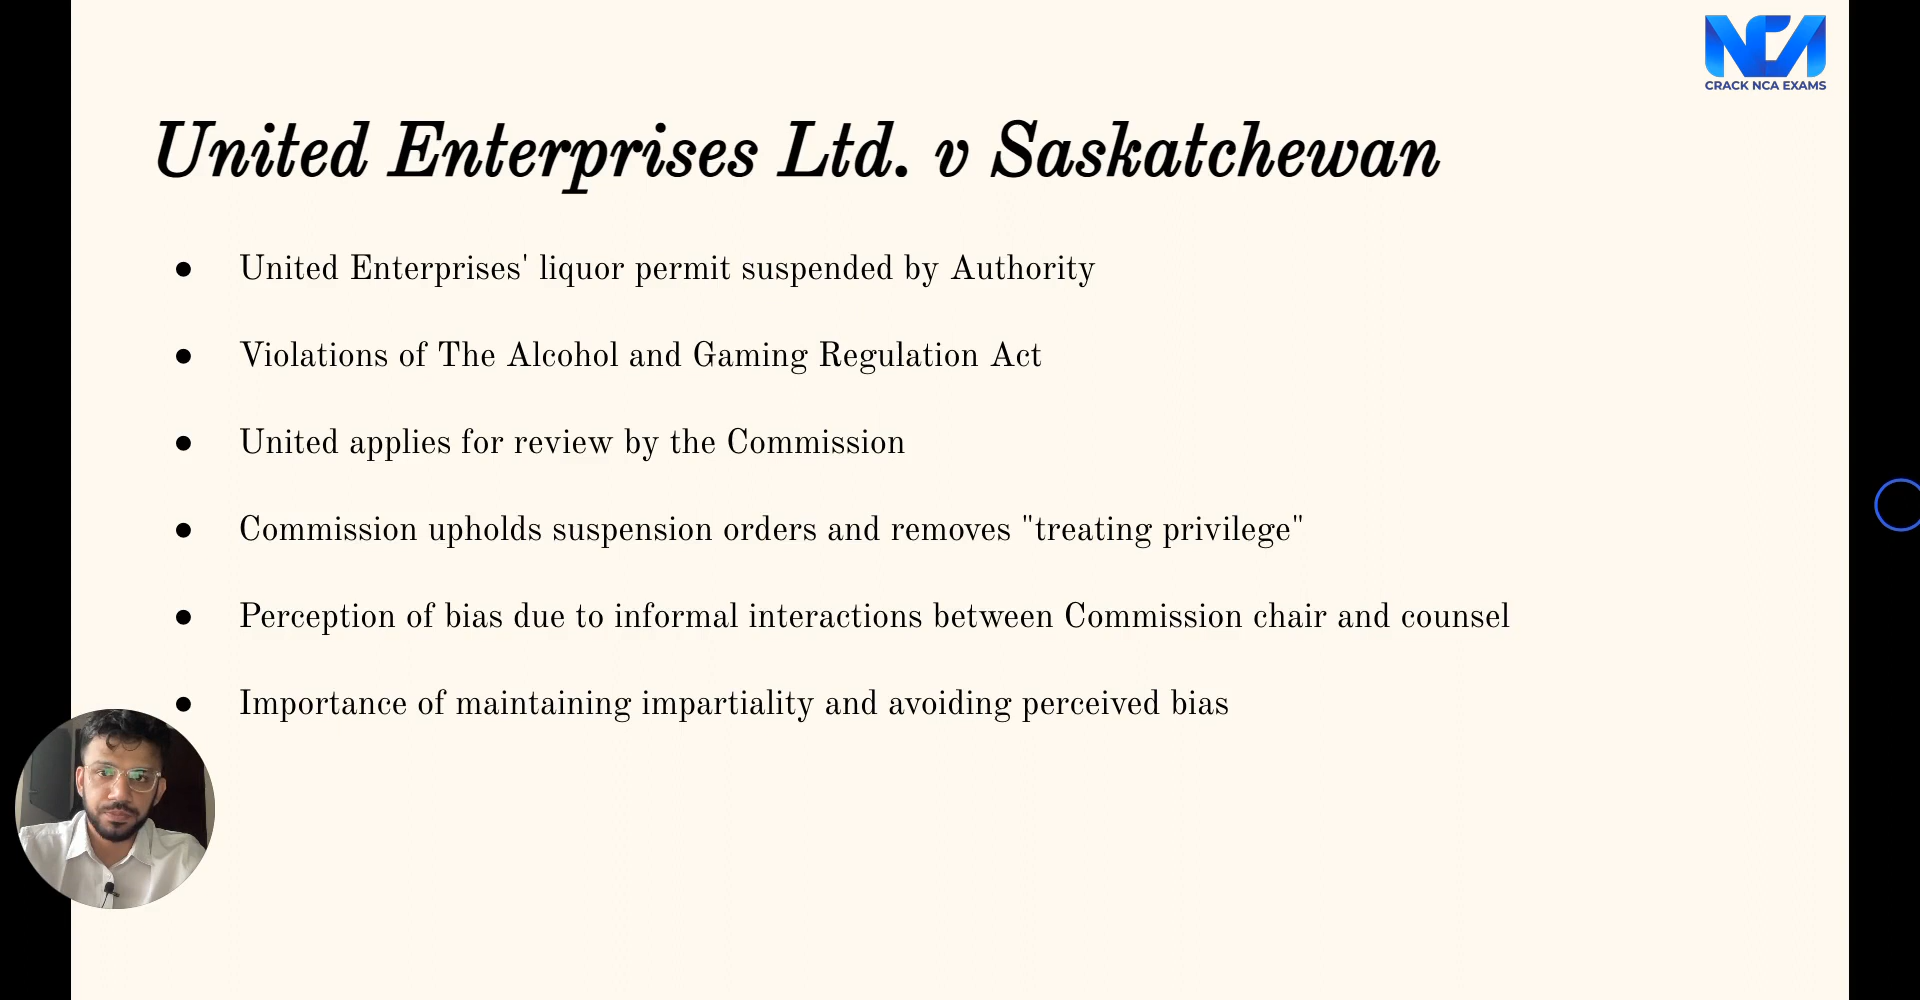 NCA
CRACK NCA EXAMS
United Enterprises Ltd. v Saskatchewan
● United Enterprises' liquor permit suspended by Authority
● Violations of The Alcohol and Gaming Regulation Act
● United applies for review by the Commission
● Commission upholds suspension orders and removes "treating privilege"
● Perception of bias due to informal interactions between Commission chair and counsel
● Importance of maintaining impartiality and avoiding perceived bias